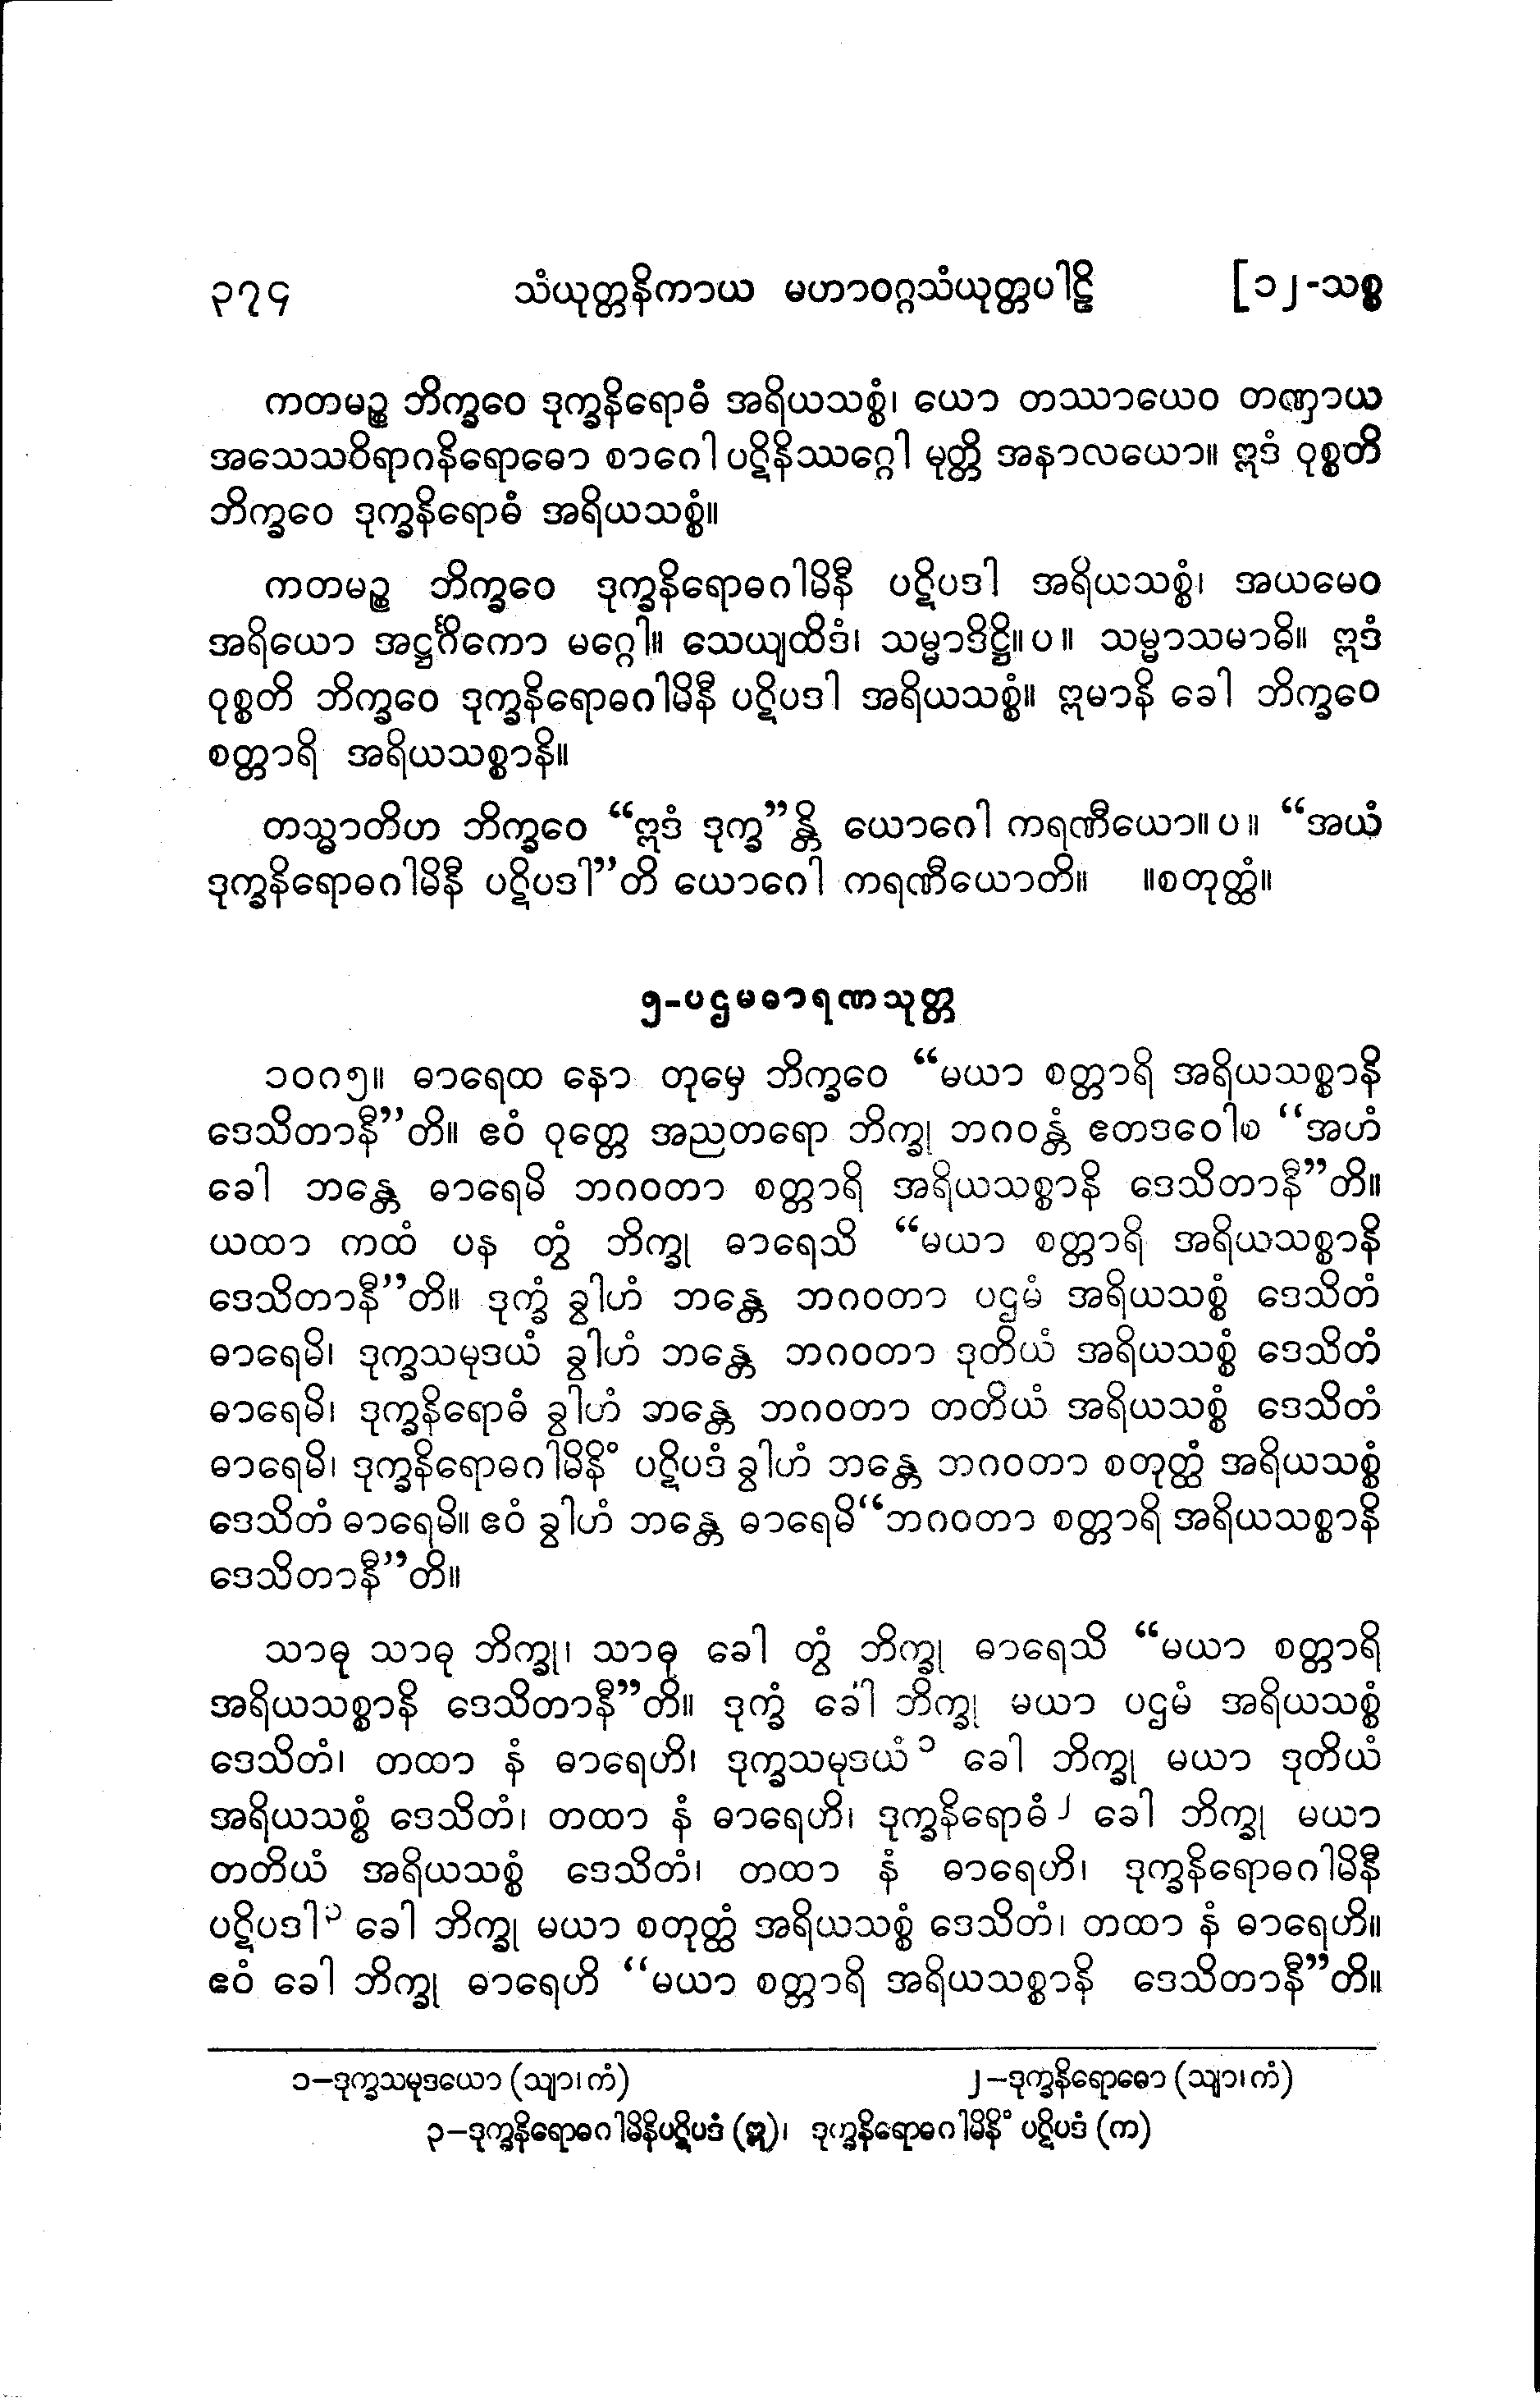 ၃၇၄ သံယုတ္တနိကာယ မဟာဝဂ္ဂသံယုတ္တပါဠိ [၁၂-သစ္စ
ကတမဉ္စ ဘိက္ခဝေ ဒုက္ခနိရောဓံ အရိယသစ္စံ၊ ယော တဿာယေဝ တဏှာယ
အသေသဝိရာဂနိရောဓော စာဂေါ ပဋိနိဿဂ္ဂေါ မုတ္တိ အနာလယော။ ဣဒံ ဝုစ္စတိ
ဘိက္ခဝေ ဒုက္ခနိရောဓံ အရိယသစ္စံ။
ကတမဉ္စ ဘိက္ခဝေ ဒုက္ခနိရောဓဂါမိနီ ပဋိပဒါ အရိယသစ္စံ၊ အယမေဝ
အရိယော အဋ္ဌင်္ဂိကော မဂ္ဂေါ။ သေယျထိဒံ၊ သမ္မာဒိဋ္ဌိ။ပ။ သမ္မာသမာဓိ။ ဣဒံ
ဝုစ္စတိ ဘိက္ခဝေ ဒုက္ခနိရောဓဂါမိနီ ပဋိပဒါ အရိယသစ္စံ။ ဣမာနိ ခေါ ဘိက္ခဝေ
စတ္တာရိ အရိယသစ္စာနိ။
တသ္မာတိဟ ဘိက္ခဝေ “ဣဒံ ဒုက္ခ”န္တိ ယောဂေါ ကရဏီယော။ပ။ “အယံ
ဒုက္ခနိရောဓဂါမိနီ ပဋိပဒါ”တိ ယောဂေါ ကရဏီယောတိ။ ။စတုတ္ထံ။
၅-ပဌမဓာရဏသုတ္တ
၁၀၈၅။ ဓာရေထ နော တုမှေ ဘိက္ခဝေ “မယာ စတ္တာရိ အရိယသစ္စာနိ
ဒေသိတာနီ”တိ။ ဧဝံ ဝုတ္တေ အညတရော ဘိက္ခု ဘဂဝန္တံ ဧတဒဝေါစ “အဟံ
ခေါ ဘန္တေ ဓာရေမိ ဘဂဝတာ စတ္တာရိ အရိယသစ္စာနိ ဒေသိတာနီ”တိ။
ယထာ ကထံ ပန တွံ ဘိက္ခု ဓာရေသိ “မယာ စတ္တာရိ အရိယသစ္စာနိ
ဒေသိတာနီ”တိ။ ဒုက္ခံ ခွါဟံ ဘန္တေ ဘဂဝတာ ပဌမံ အရိယသစ္စံ ဒေသိတံ
ဓာရေမိ၊ ဒုက္ခသမုဒယံ ခွါဟံ ဘန္တေ ဘဂဝတာ ဒုတိယံ အရိယသစ္စံ ဒေသိတံ
ဓာရေမိ၊ ဒုက္ခနိရောဓံ ခွါဟံ ဘန္တေ ဘဂဝတာ တတိယံ အရိယသစ္စံ ဒေသိတံ
ဓာရေမိ၊ ဒုက္ခနိရောဓဂါမိနိံ ပဋိပဒံ ခွါဟံ ဘန္တေ ဘဂဝတာ စတုတ္ထံ အရိယသစ္စံ
ဒေသိတံ ဓာရေမိ။ ဧဝံ ခွါဟံ ဘန္တေ ဓာရေမိ“ဘဂဝတာ စတ္တာရိ အရိယသစ္စာနိ
ဒေသိတာနီ”တိ။
သာဓု သာဓု ဘိက္ခု၊ သာဓု ခေါ တွံ ဘိက္ခု ဓာရေသိ “မယာ စတ္တာရိ
အရိယသစ္စာနိ ဒေသိတာနီ”တိ။ ဒုက္ခံ ခေါ ဘိက္ခု မယာ ပဌမံ အရိယသစ္စံ
ဒေသိတံ၊ တထာ နံ ဓာရေဟိ၊ ဒုက္ခသမုဒယံ၁ ခေါ ဘိက္ခု မယာ ဒုတိယံ
အရိယသစ္စံ ဒေသိတံ၊ တထာ နံ ဓာရေဟိ၊ ဒုက္ခနိရောဓံ၂ ခေါ ဘိက္ခု မယာ
တတိယံ အရိယသစ္စံ ဒေသိတံ၊ တထာ နံ ဓာရေဟိ၊ ဒုက္ခနိရောဓဂါမိနီ
ပဋိပဒါ၃ ခေါ ဘိက္ခု မယာ စတုတ္ထံ အရိယသစ္စံ ဒေသိတံ၊ တထာ နံ ဓာရေဟိ။
ဧဝံ ခေါ ဘိက္ခု ဓာရေဟိ “မယာ စတ္တာရိ အရိယသစ္စာနိ ဒေသိတာနီ”တိ။
၁–ဒုက္ခသမုဒယော (သျာ၊ကံ) ၂–ဒုက္ခနိရောဓော (သျာ၊ကံ)
၃–ဒုက္ခနိရောဓဂါမိနိပဋိပဒံ (ဣ)၊ ဒုက္ခနိရောဓဂါမိနိံ ပဋိပဒံ (က)